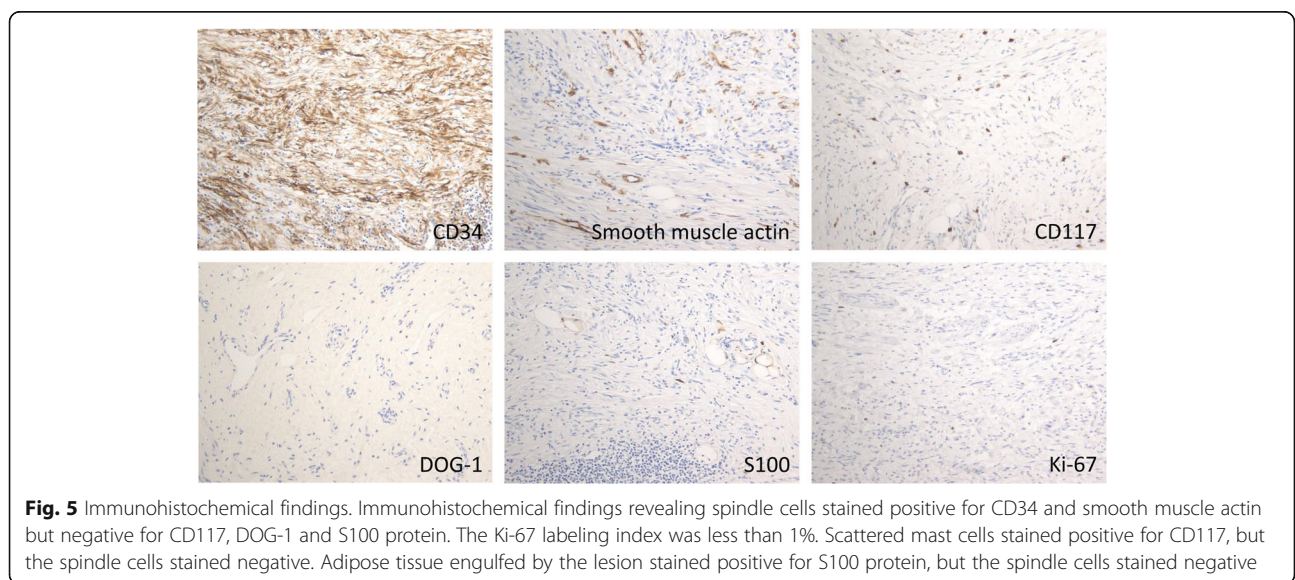 CD34
Smooth muscle actin
CD117
DOG-1
S100
Ki-67
Fig. 5 Immunohistochemical findings. Immunohistochemical findings revealing spindle cells stained positive for CD34 and smooth muscle actin
but negative for CD117, DOG-1 and S100 protein. The Ki-67 labeling index was less than 1%. Scattered mast cells stained positive for CD117, but
the spindle cells stained negative. Adipose tissue engulfed by the lesion stained positive for S100 protein, but the spindle cells stained negative